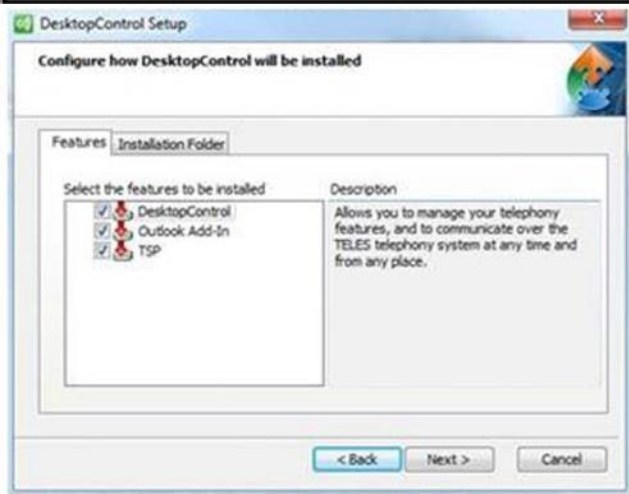 DesktopControl Setup
Configure how DesktopControl will be installed
Features Installation Folder
Select the features to be installed
DesktopControl
Outlook Add-In
TSP
Description
Allows you to manage your telephony
features, and to communicate over the
TELES telephony system at any time and
from any place.
< Back Next > Cancel